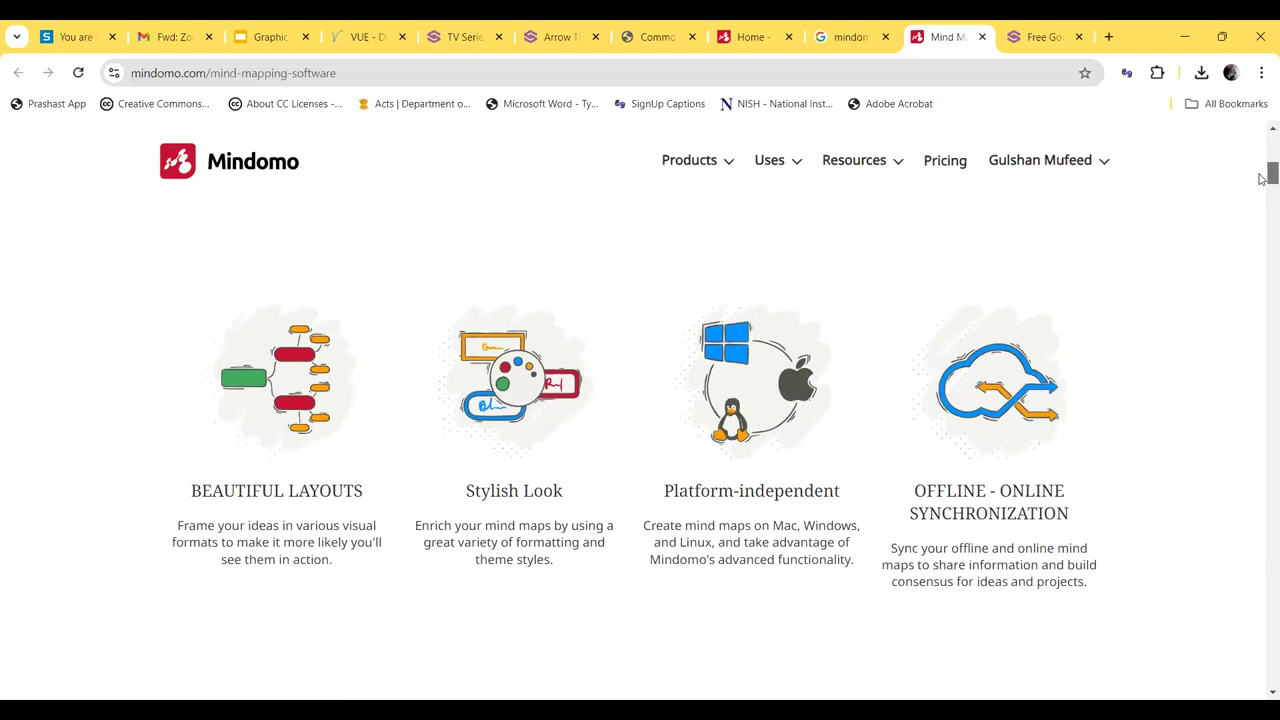 You are
Fwd: Zo
Graphic
VUE - D
TV Serie
Arrow T
Commo
Home -
mindom
Mind M
Free Go
mindomo.com/mind-mapping-software
Prashast App
Creative Commons...
About CC Licenses -...
Acts | Department o...
Microsoft Word - Ty...
SignUp Captions
NISH - National Inst...
Adobe Acrobat
All Bookmarks
Mindomo
Products
Uses
Resources
Pricing
Gulshan Mufeed
BEAUTIFUL LAYOUTS
Frame your ideas in various visual
formats to make it more likely you'll
see them in action.
Stylish Look
Enrich your mind maps by using a
great variety of formatting and
theme styles.
Platform-independent
Create mind maps on Mac, Windows,
and Linux, and take advantage of
Mindomo's advanced functionality.
OFFLINE - ONLINE
SYNCHRONIZATION
Sync your offline and online mind
maps to share information and build
consensus for ideas and projects.